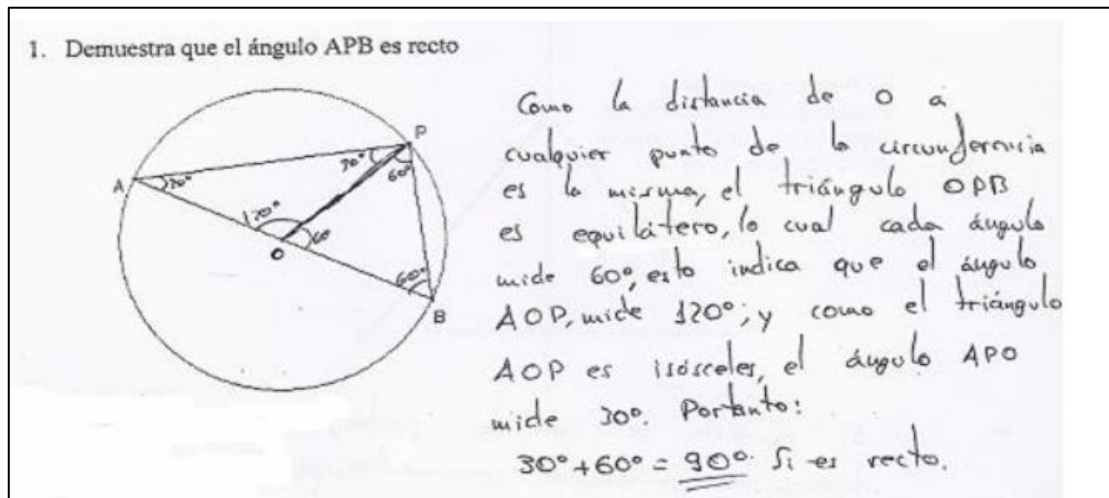 1. Demuestra que el ángulo APB es recto
P
A
30°
30°
60°
120°
60
O
60°
B
Como la distancia de O a
cualquier punto de la circunferencia
es la misma, el triángulo OPB
es equilátero, lo cual cada ángulo
mide 60°, esto indica que el ángulo
AOP, mide 120°; y como el triángulo
AOP es isósceles, el ángulo APO
mide 30°. Portanto:
30° + 60° = 90°. Si es recto.